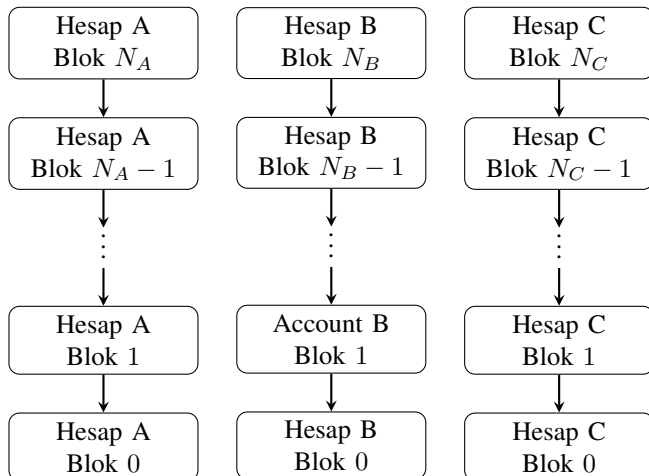 Hesap A
Blok N_A
Hesap B
Blok N_B
Hesap C
Blok N_C
Hesap A
Blok N_A − 1
Hesap B
Blok N_B − 1
Hesap C
Blok N_C − 1
Hesap A
Blok 1
Account B
Blok 1
Hesap C
Blok 1
Hesap A
Blok 0
Hesap B
Blok 0
Hesap C
Blok 0